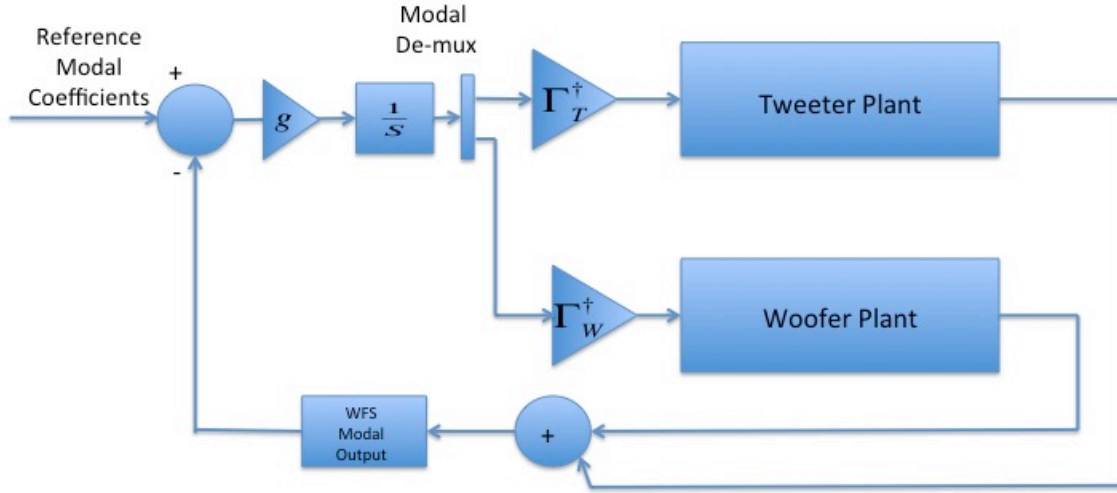 Reference
Modal
Coefficients
+
-
g
1
s
Modal
De-mux
Γ†T
Tweeter Plant
Γ†W
Woofer Plant
WFS
Modal
Output
+